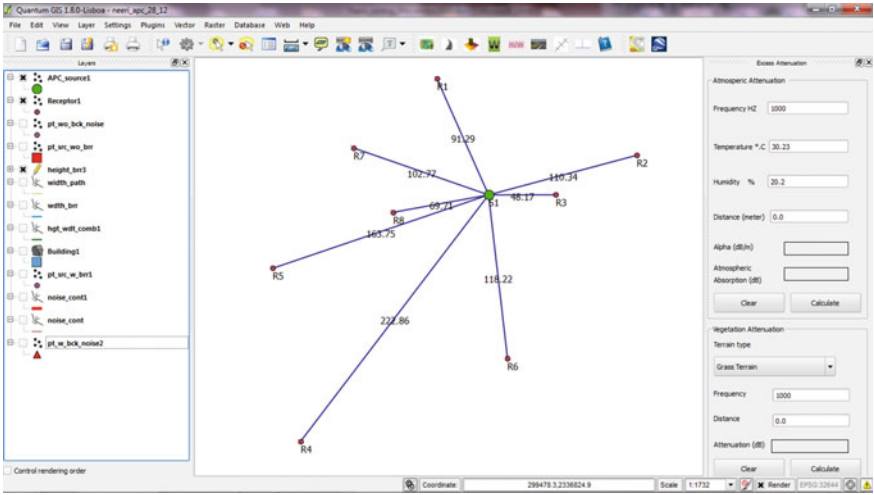 Quantum GIS 1.8.0-Lisboa - neeri_apc_28_12
File Edit View Layer Settings Plugins Vector Raster Database Web Help
Layers
APC_source1
Receptor1
pt_wo_bck_noise
pt_src_wo_brr
height_brr3
width_path
wdth_brr
hgt_wdt_comb1
Building1
pt_src_w_brr1
noise_cont1
noise_cont
pt_w_bck_noise2
Control rendering order
R1
91.29
R7
102.77
R2
110.34
S1
48.17
R3
69.71
R8
163.75
R5
118.22
222.86
R6
R4
Excess Attenuation
Atmosperic Attenuation
Frequency HZ 1000
Temperature °.C 30.23
Humidity % 20.2
Distance (meter) 0.0
Alpha (dB/m)
Atmospheric
Absorption (dB)
Clear Calculate
Vegetation Attenuation
Terrain type
Grass Terrain
Frequency 1000
Distance 0.0
Attenuation (dB)
Clear Calculate
Coordinate: 299478.3,2336824.9 Scale 1:1732 Render EPSG:32644